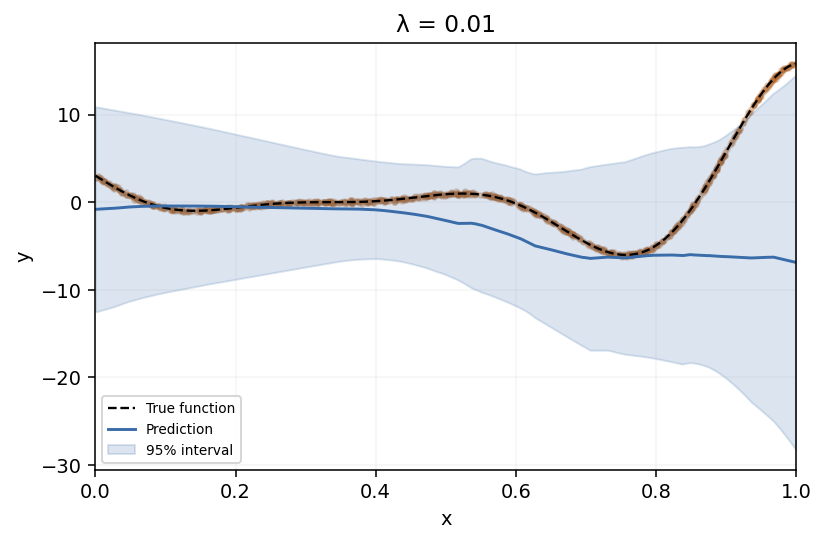 λ = 0.01
y
10
0
−10
−20
−30
True function
Prediction
95% interval
0.0 0.2 0.4 0.6 0.8 1.0
x